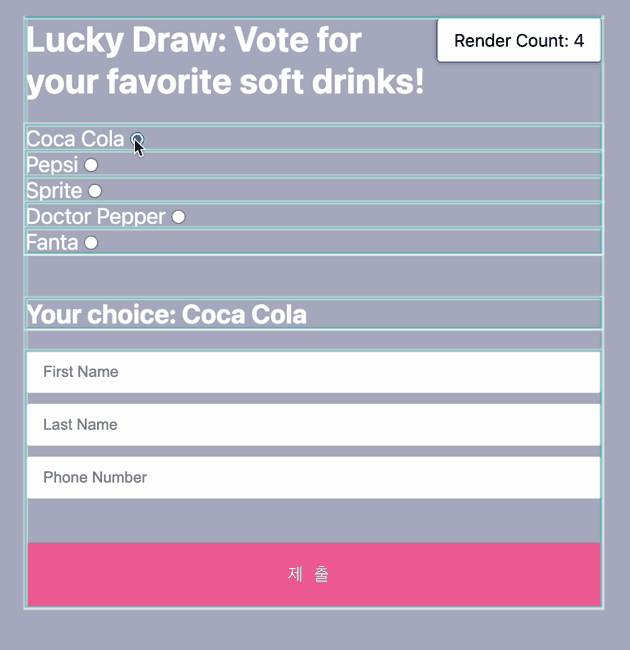 Lucky Draw: Vote for
your favorite soft drinks!
Render Count: 4
Coca Cola
Pepsi
Sprite
Doctor Pepper
Fanta
Your choice: Coca Cola
First Name
Last Name
Phone Number
제 출